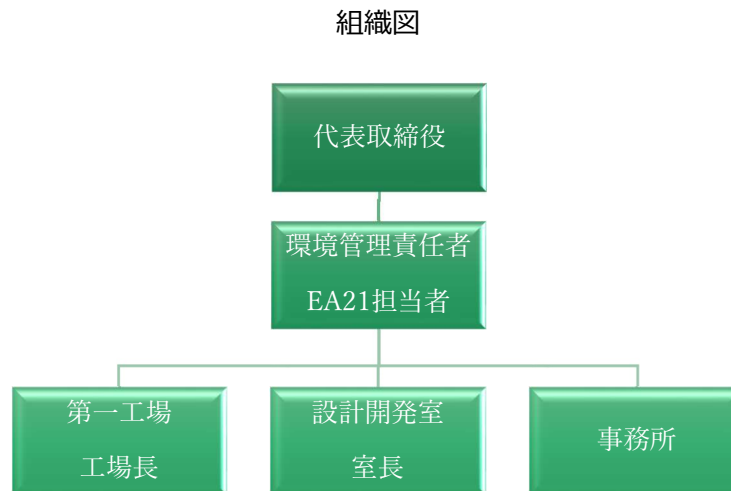 組織図
代表取締役
環境管理責任者
EA21担当者
第一工場
工場長
設計開発室
室長
事務所